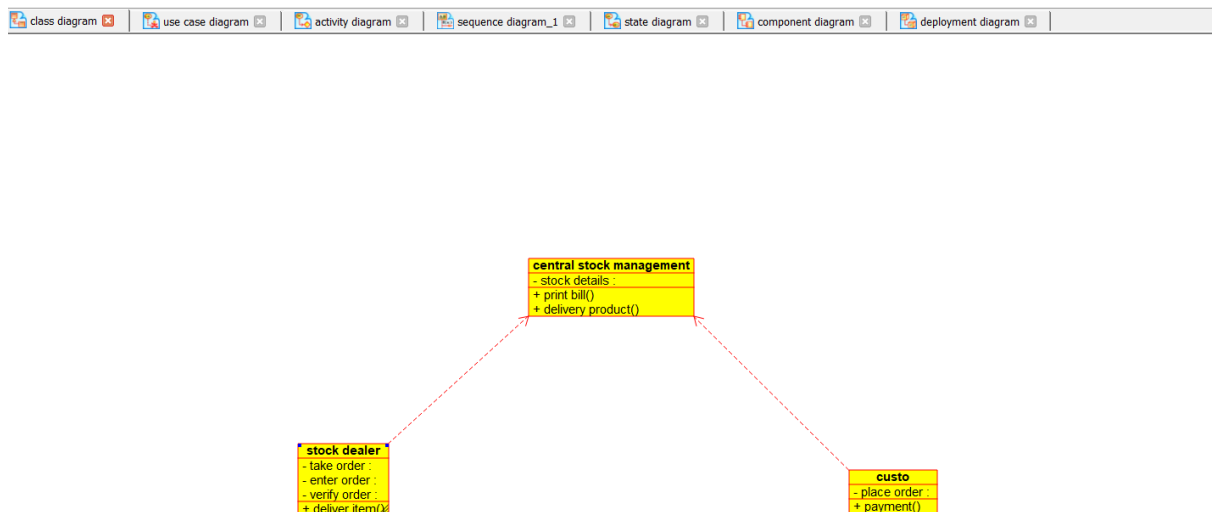 class diagram
use case diagram
activity diagram
sequence diagram_1
state diagram
component diagram
deployment diagram
central stock management
- stock details :
+ print bill()
+ delivery product()
stock dealer
- take order :
- enter order :
- verify order :
+ deliver item()
custo
- place order :
+ payment()